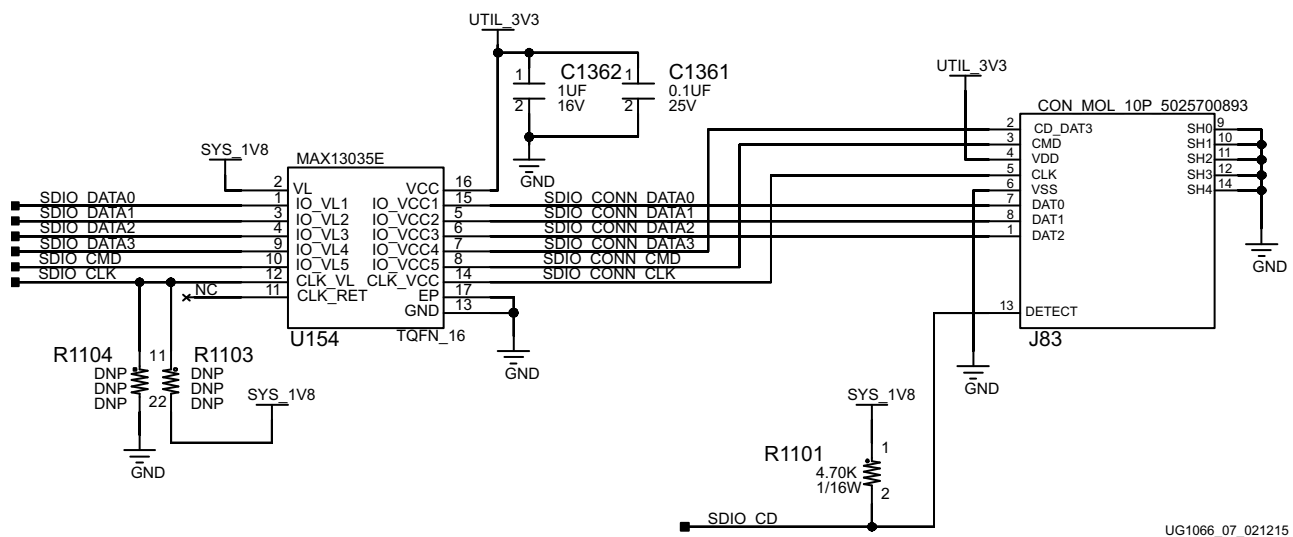 UTIL_3V3
1
C1362
1UF
2
16V
1
C1361
0.1UF
2
25V
GND
UTIL_3V3
CON_MOL_10P_5025700893
2 CD_DAT3 SH0 9
3 CMD SH1 10
4 VDD SH2 11
5 CLK SH3 12
6 VSS SH4 14
7 DAT0
8 DAT1
1 DAT2
13 DETECT
J83
GND
GND
SYS_1V8
MAX13035E
2 VL VCC 16
SDIO_DATA0 1 IO_VL1 IO_VCC1 15 SDIO_CONN_DATA0
SDIO_DATA1 3 IO_VL2 IO_VCC2 5 SDIO_CONN_DATA1
SDIO_DATA2 4 IO_VL3 IO_VCC3 6 SDIO_CONN_DATA2
SDIO_DATA3 9 IO_VL4 IO_VCC4 7 SDIO_CONN_DATA3
SDIO_CMD 10 IO_VL5 IO_VCC5 8 SDIO_CONN_CMD
SDIO_CLK 12 CLK_VL CLK_VCC 14 SDIO_CONN_CLK
NC 11 CLK_RET EP 17
GND 13
U154
TQFN_16
GND
R1104
DNP
DNP
DNP
11
22
R1103
DNP
DNP
DNP
SYS_1V8
GND
SYS_1V8
R1101
4.70K
1/16W
1
2
SDIO_CD
UG1066_07_021215